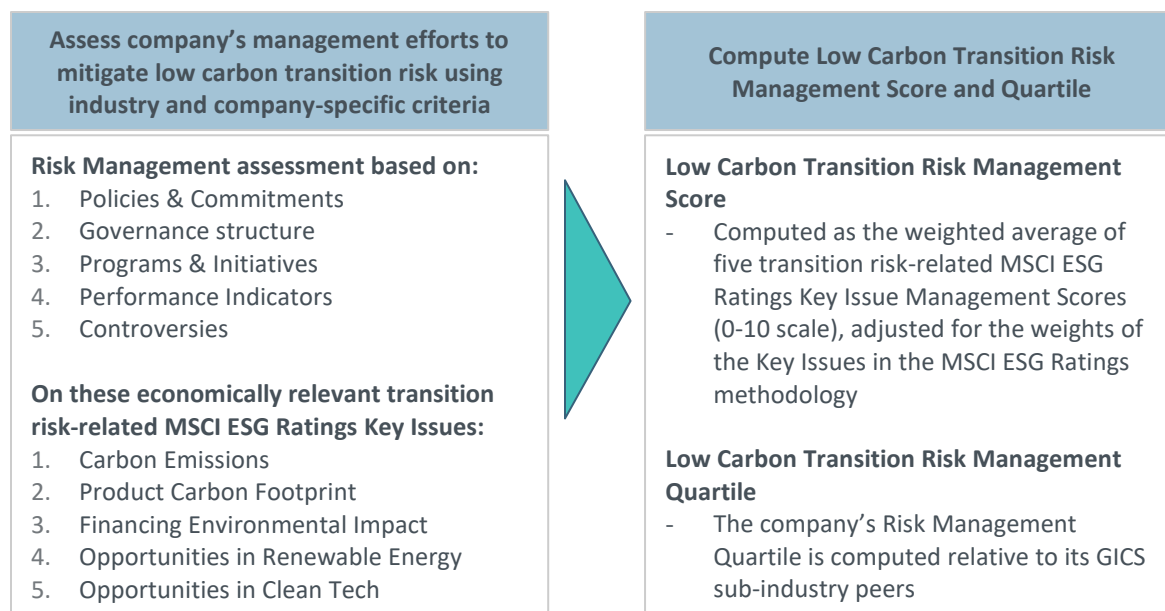 Assess company’s management efforts to
mitigate low carbon transition risk using
industry and company-specific criteria
Risk Management assessment based on:
1. Policies & Commitments
2. Governance structure
3. Programs & Initiatives
4. Performance Indicators
5. Controversies
On these economically relevant transition
risk-related MSCI ESG Ratings Key Issues:
1. Carbon Emissions
2. Product Carbon Footprint
3. Financing Environmental Impact
4. Opportunities in Renewable Energy
5. Opportunities in Clean Tech
Compute Low Carbon Transition Risk
Management Score and Quartile
Low Carbon Transition Risk Management
Score
- Computed as the weighted average of
five transition risk-related MSCI ESG
Ratings Key Issue Management Scores
(0-10 scale), adjusted for the weights of
the Key Issues in the MSCI ESG Ratings
methodology
Low Carbon Transition Risk Management
Quartile
- The company’s Risk Management
Quartile is computed relative to its GICS
sub-industry peers